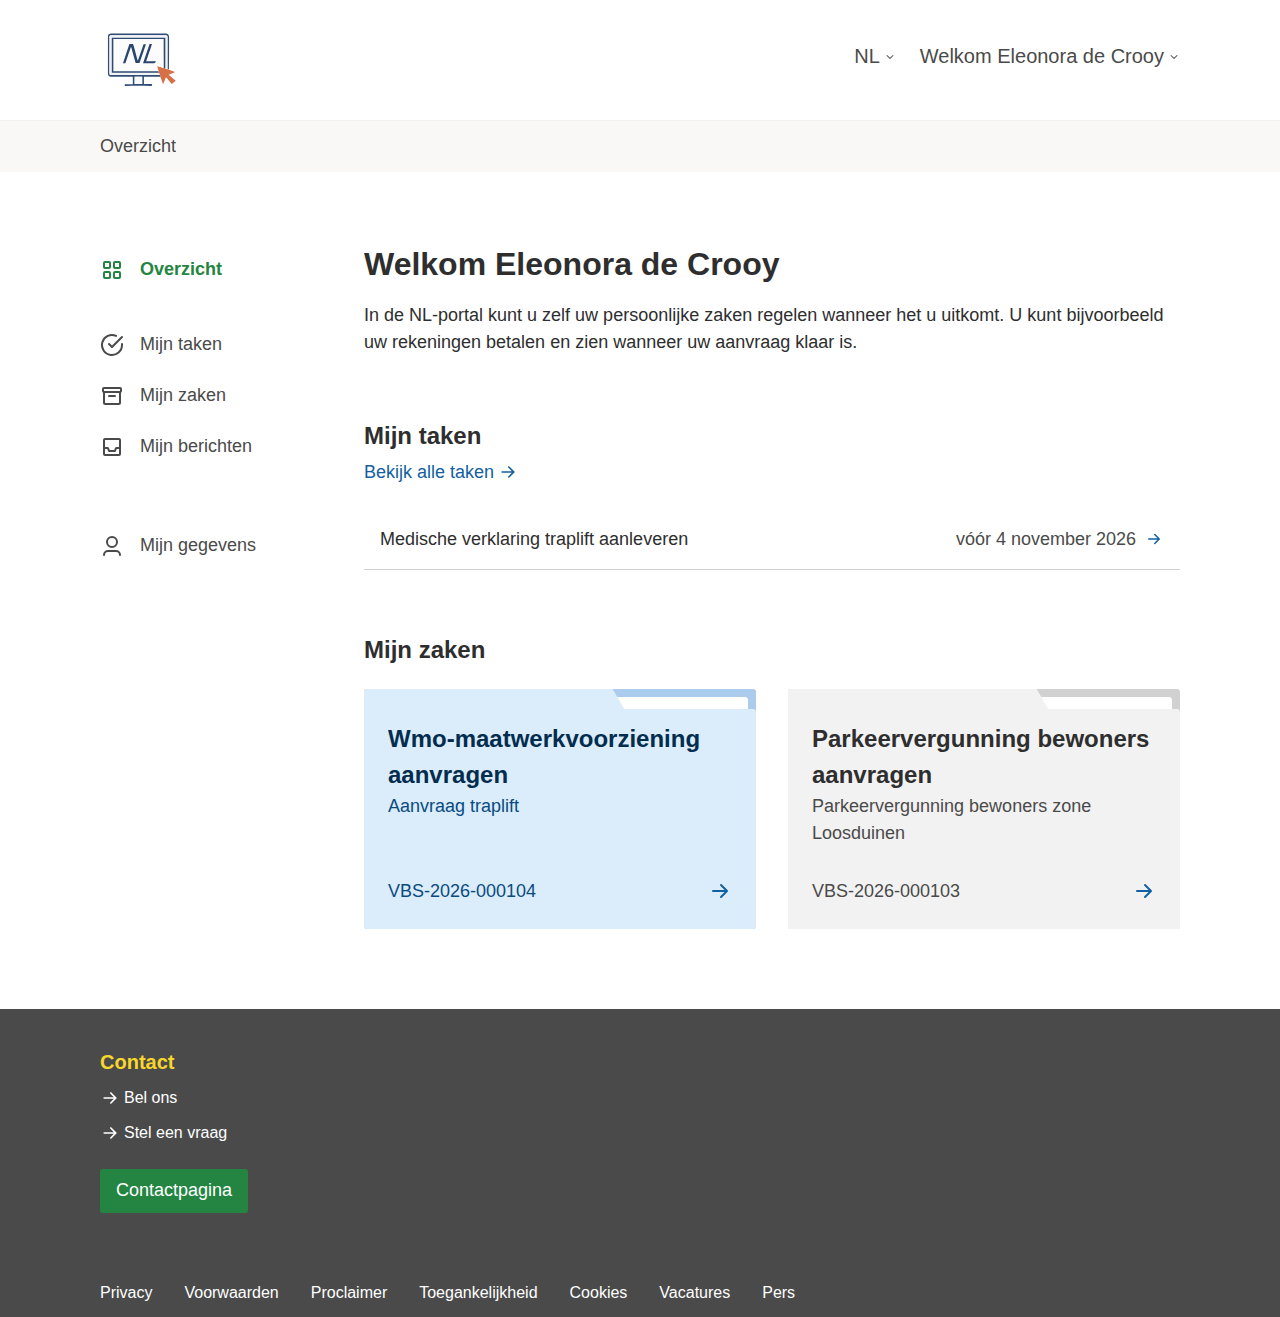 NL
NL
Welkom Eleonora de Crooy
Overzicht
Overzicht
Mijn taken
Mijn zaken
Mijn berichten
Mijn gegevens
Welkom Eleonora de Crooy
In de NL-portal kunt u zelf uw persoonlijke zaken regelen wanneer het u uitkomt. U kunt bijvoorbeeld
uw rekeningen betalen en zien wanneer uw aanvraag klaar is.
Mijn taken
Bekijk alle taken
Medische verklaring traplift aanleveren
vóór 4 november 2026
Mijn zaken
Wmo-maatwerkvoorziening
aanvragen
Aanvraag traplift
VBS-2026-000104
Parkeervergunning bewoners
aanvragen
Parkeervergunning bewoners zone
Loosduinen
VBS-2026-000103
Contact
Bel ons
Stel een vraag
Contactpagina
Privacy
Voorwaarden
Proclaimer
Toegankelijkheid
Cookies
Vacatures
Pers